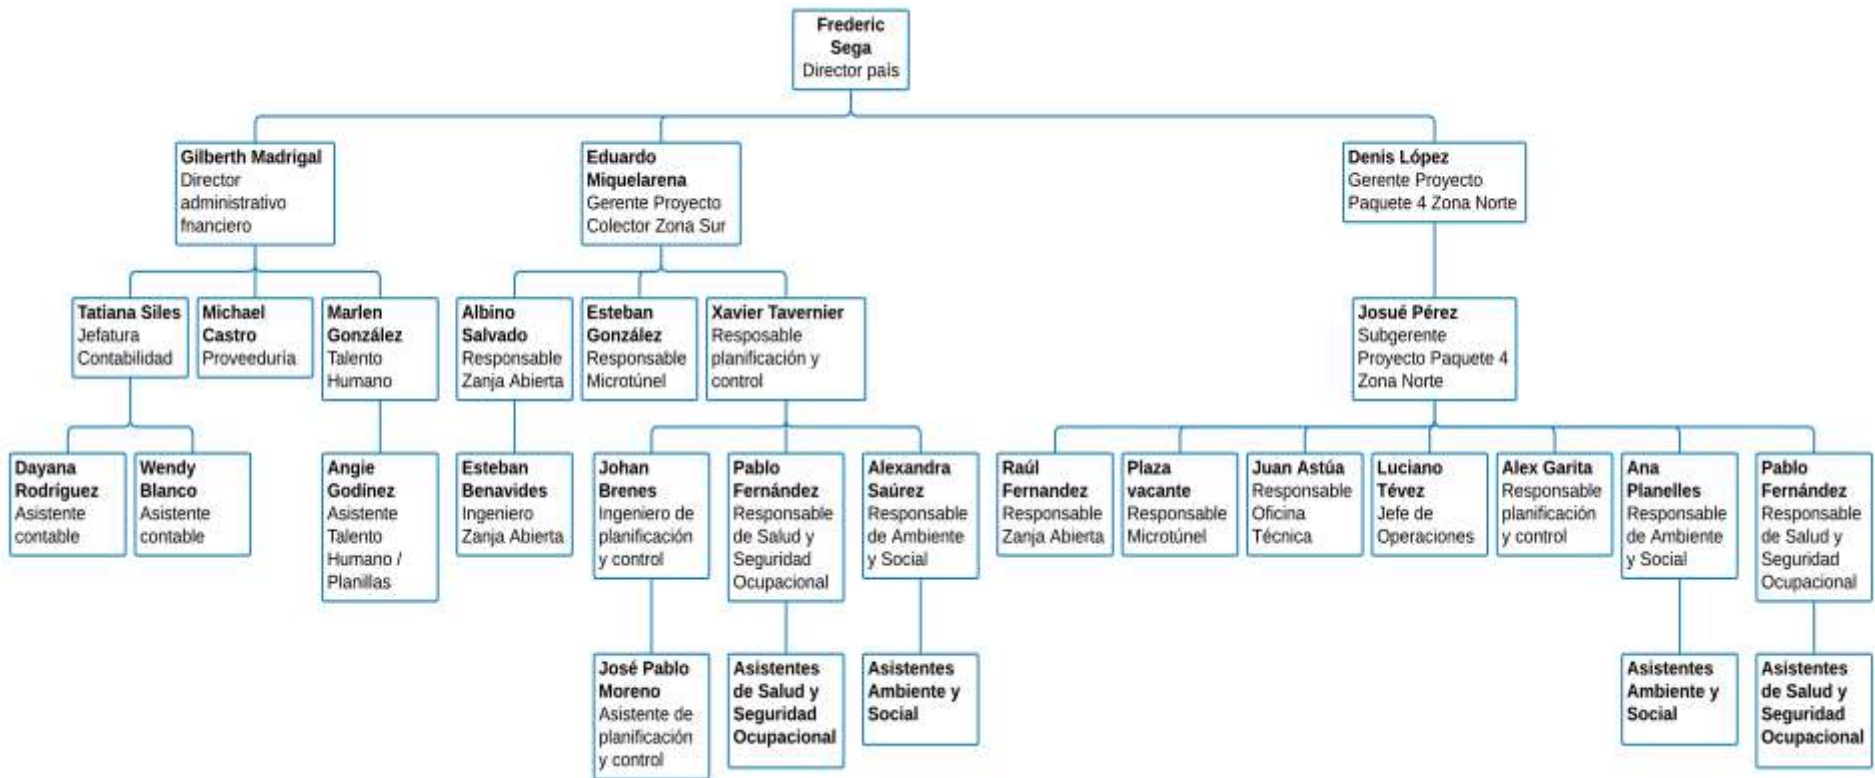 Frederic
Sega
Director país
Gilberth Madrigal
Director
administrativo
fnanciero
Eduardo
Miquelarena
Gerente Proyecto
Colector Zona Sur
Denis López
Gerente Proyecto
Paquete 4 Zona Norte
Tatiana Siles
Jefatura
Contabilidad
Michael
Castro
Proveeduría
Marlen
González
Talento
Humano
Albino
Salvado
Responsable
Zanja Abierta
Esteban
González
Responsable
Microtúnel
Xavier Tavernier
Resposable
planificación y
control
Josué Pérez
Subgerente
Proyecto Paquete 4
Zona Norte
Dayana
Rodríguez
Asistente
contable
Wendy
Blanco
Asistente
contable
Angie
Godínez
Asistente
Talento
Humano /
Planillas
Esteban
Benavides
Ingeniero
Zanja Abierta
Johan
Brenes
Ingeniero de
planificación
y control
Pablo
Fernández
Responsable
de Salud y
Seguridad
Ocupacional
Alexandra
Saúrez
Responsable
de Ambiente
y Social
Raúl
Fernandez
Responsable
Zanja Abierta
Plaza
vacante
Responsable
Microtúnel
Juan Astúa
Responsable
Oficina
Técnica
Luciano
Tévez
Jefe de
Operaciones
Alex Garita
Responsable
planificación
y control
Ana
Planelles
Responsable
de Ambiente
y Social
Pablo
Fernández
Responsable
de Salud y
Seguridad
Ocupacional
José Pablo
Moreno
Asistente de
planificación
y control
Asistentes
de Salud y
Seguridad
Ocupacional
Asistentes
Ambiente y
Social
Asistentes
Ambiente y
Social
Asistentes
de Salud y
Seguridad
Ocupacional